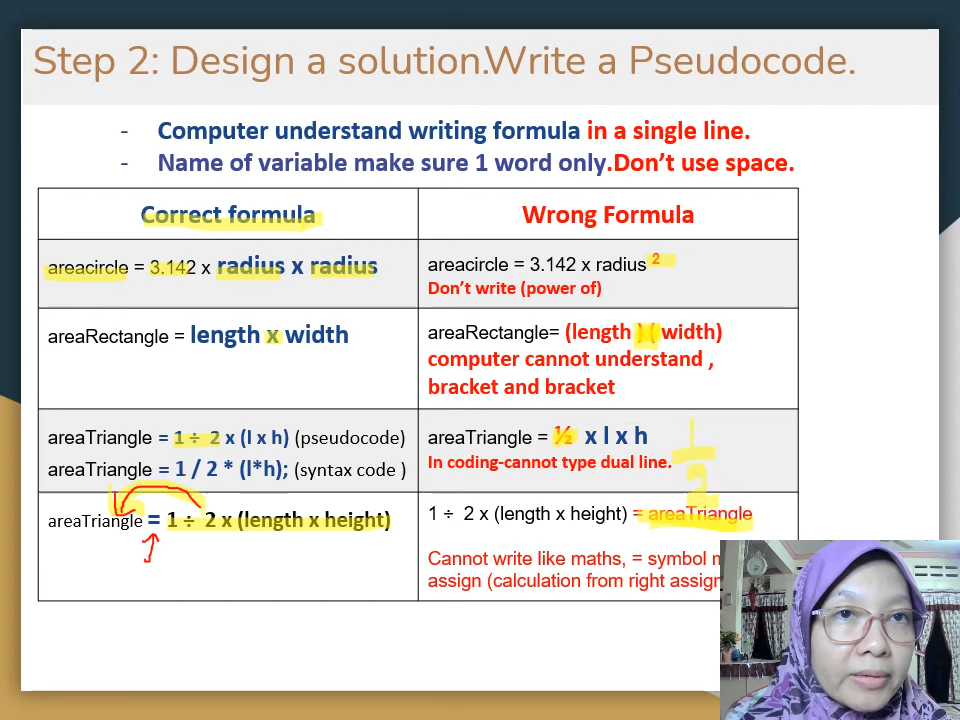 Step 2: Design a solution.Write a Pseudocode.
- Computer understand writing formula in a single line.
- Name of variable make sure 1 word only.Don't use space.
Correct formula
Wrong Formula
areacircle = 3.142 x radius x radius
areacircle = 3.142 x radius ²
Don't write (power of)
areaRectangle = length x width
areaRectangle= (length ) ( width)
computer cannot understand ,
bracket and bracket
areaTriangle = 1 ÷ 2 x (l x h) (pseudocode)
areaTriangle = 1 / 2 * (l*h); (syntax code )
areaTriangle = ½ x l x h
In coding-cannot type dual line.
1
2
areaTriangle = 1 ÷ 2 x (length x height)
1 ÷ 2 x (length x height) = areaTriangle
Cannot write like maths, = symbol
assign (calculation from right assign